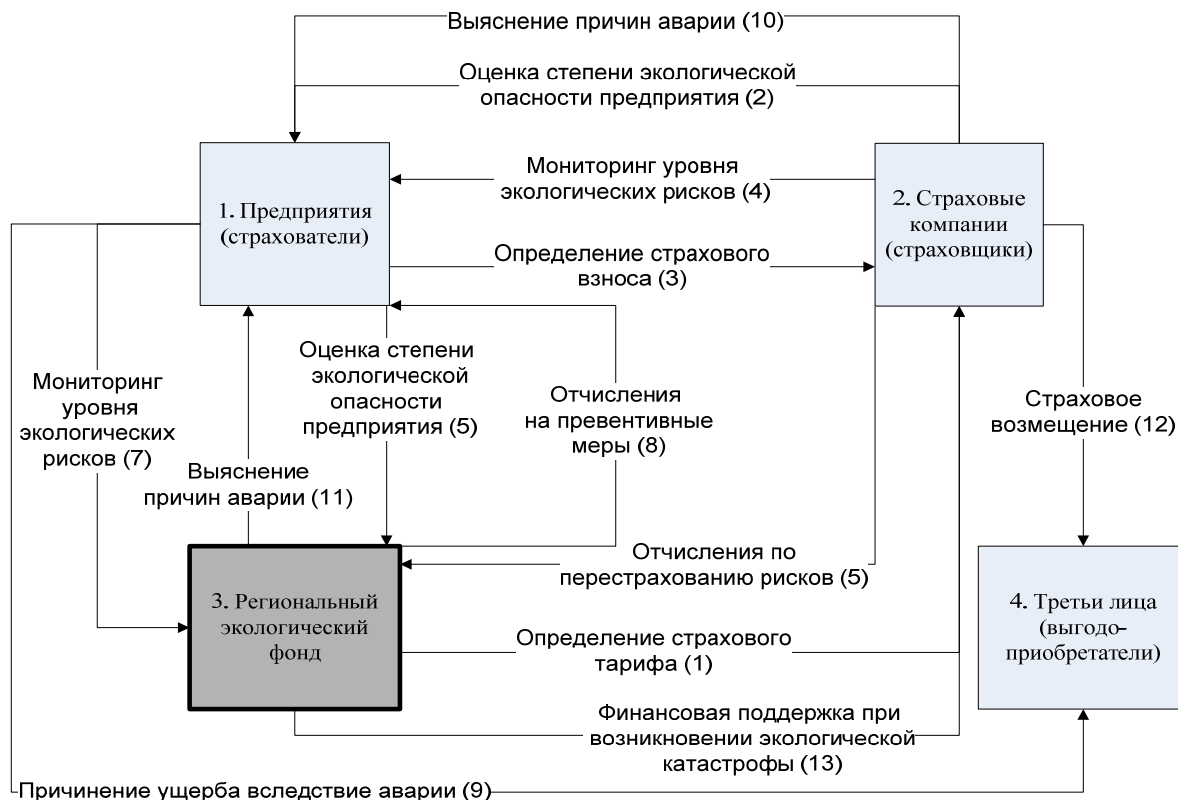 Выяснение причин аварии (10)
Оценка степени экологической
опасности предприятия (2)
Мониторинг уровня
экологических рисков (4)
1. Предприятия
(страхователи)
2. Страховые
компании
(страховщики)
Определение страхового
взноса (3)
Оценка степени
экологической
опасности
предприятия (5)
Мониторинг
уровня
экологических
рисков (7)
Отчисления
на превентивные
меры (8)
Страховое
возмещение (12)
Выяснение
причин аварии (11)
Отчисления по
перестрахованию рисков (5)
3. Региональный
экологический
фонд
4. Третьи лица
(выгодо-
приобретатели)
Определение страхового
тарифа (1)
Финансовая поддержка при
возникновении экологической
катастрофы (13)
Причинение ущерба вследствие аварии (9)